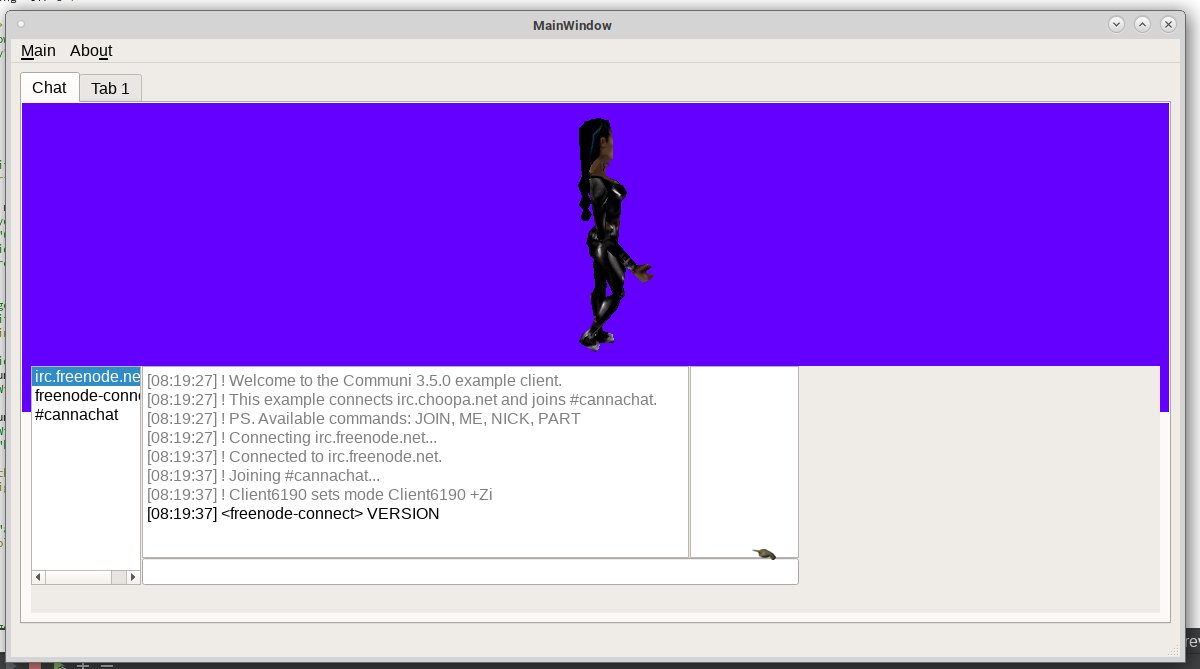 MainWindow
Main About
Chat Tab 1
irc.freenode.ne
freenode-conn
#cannachat
[08:19:27] ! Welcome to the Communi 3.5.0 example client.
[08:19:27] ! This example connects irc.choopa.net and joins #cannachat.
[08:19:27] ! PS. Available commands: JOIN, ME, NICK, PART
[08:19:27] ! Connecting irc.freenode.net...
[08:19:37] ! Connected to irc.freenode.net.
[08:19:37] ! Joining #cannachat...
[08:19:37] ! Client6190 sets mode Client6190 +Zi
[08:19:37] <freenode-connect> VERSION